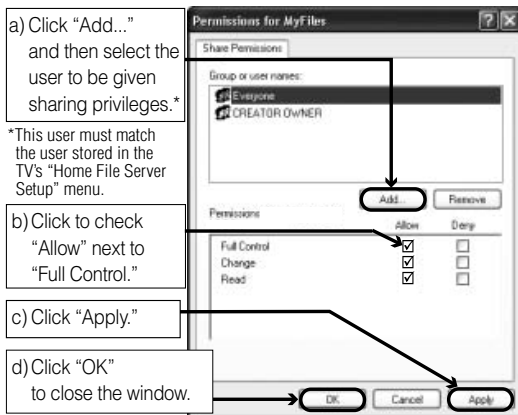 a) Click “Add...”
and then select the
user to be given
sharing privileges.*
*This user must match
the user stored in the
TV’s “Home File Server
Setup” menu.
b) Click to check
“Allow” next to
“Full Control.”
c) Click “Apply.”
d) Click “OK”
to close the window.
Permissions for MyFiles
Share Permissions
Group or user names:
Everyone
CREATOR OWNER
Add...
Remove
Permissions
Allow
Deny
Full Control
Change
Read
OK
Cancel
Apply